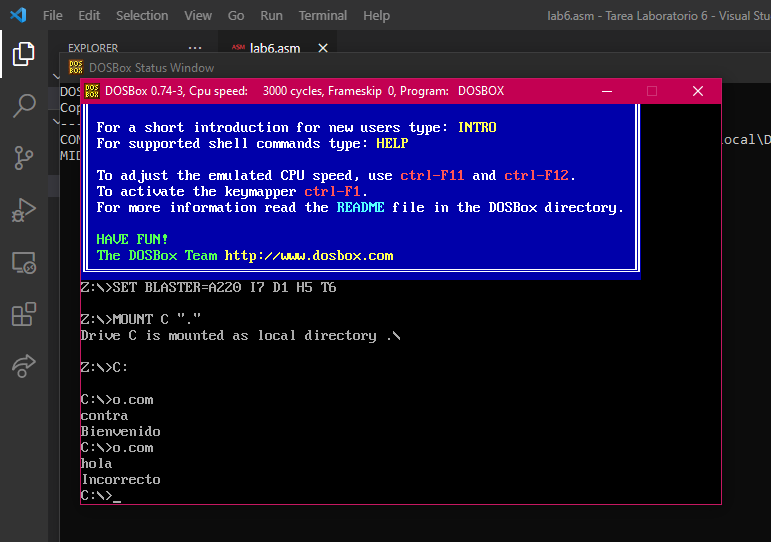 File Edit Selection View Go Run Terminal Help lab6.asm - Tarea Laboratorio 6 - Visual Stu
EXPLORER ... ASM lab6.asm
DOSBox Status Window
DOSBox 0.74-3, Cpu speed: 3000 cycles, Frameskip 0, Program: DOSBOX
DOS
Cop
---
CON
ocal\D
MID
For a short introduction for new users type: INTRO
For supported shell commands type: HELP
To adjust the emulated CPU speed, use ctrl-F11 and ctrl-F12.
To activate the keymapper ctrl-F1.
For more information read the README file in the DOSBox directory.
HAVE FUN!
The DOSBox Team http://www.dosbox.com
Z:\>SET BLASTER=A220 I7 D1 H5 T6
Z:\>MOUNT C "."
Drive C is mounted as local directory .\
Z:\>C:
C:\>o.com
contra
Bienvenido
C:\>o.com
hola
Incorrecto
C:\>_